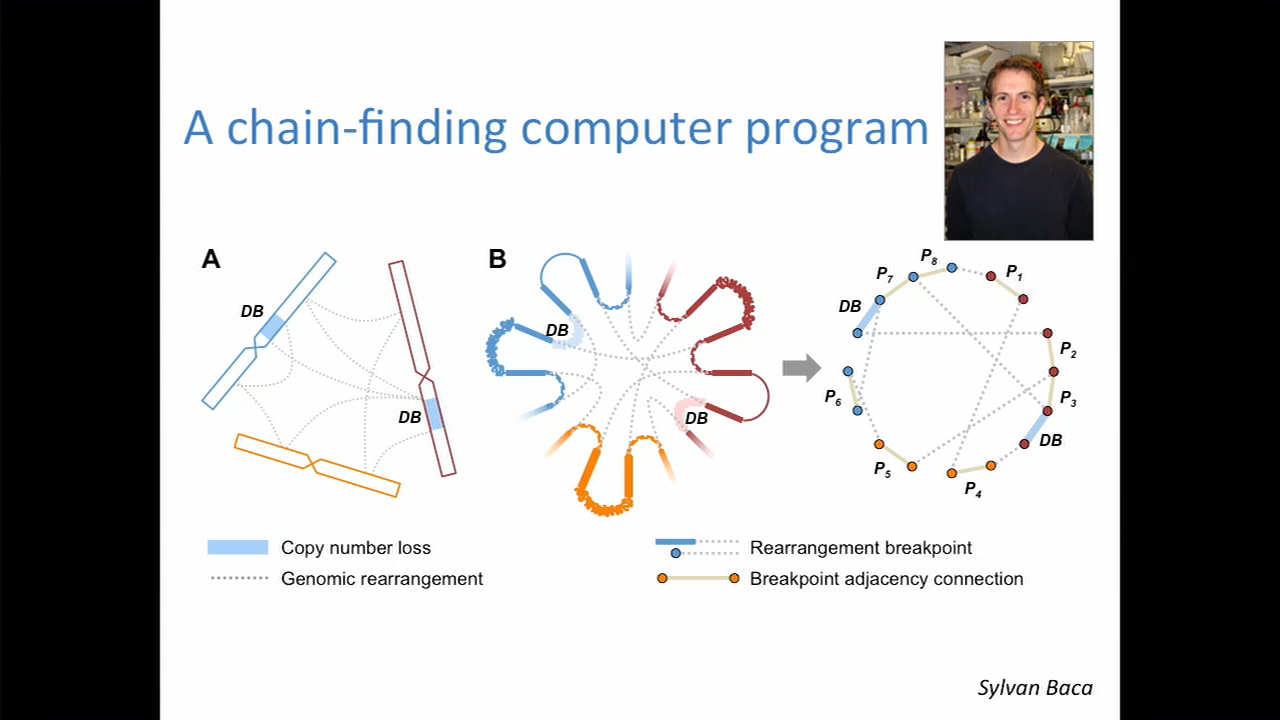 A chain-finding computer program
A
DB
DB
B
DB
DB
P8
P7
P1
DB
P2
P6
P3
DB
P5
P4
Copy number loss
Genomic rearrangement
Rearrangement breakpoint
Breakpoint adjacency connection
Sylvan Baca